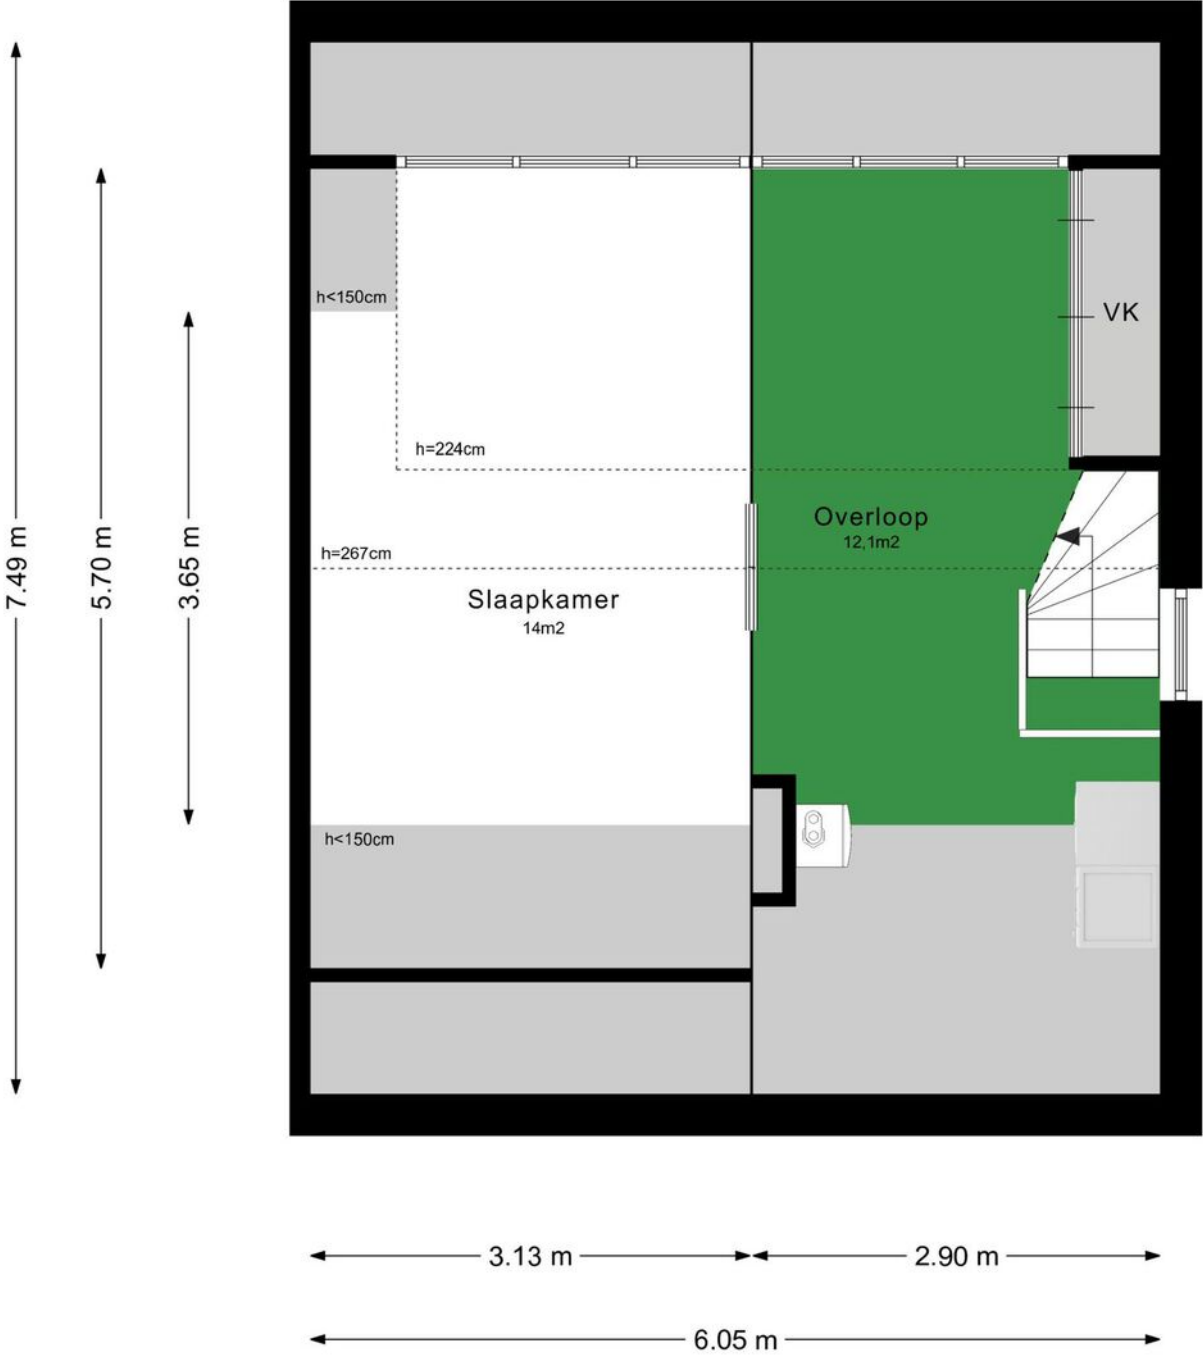 h<150cm
VK
h=224cm
Overloop
12,1m2
h=267cm
Slaapkamer
14m2
h<150cm
7.49 m
5.70 m
3.65 m
3.13 m
2.90 m
6.05 m